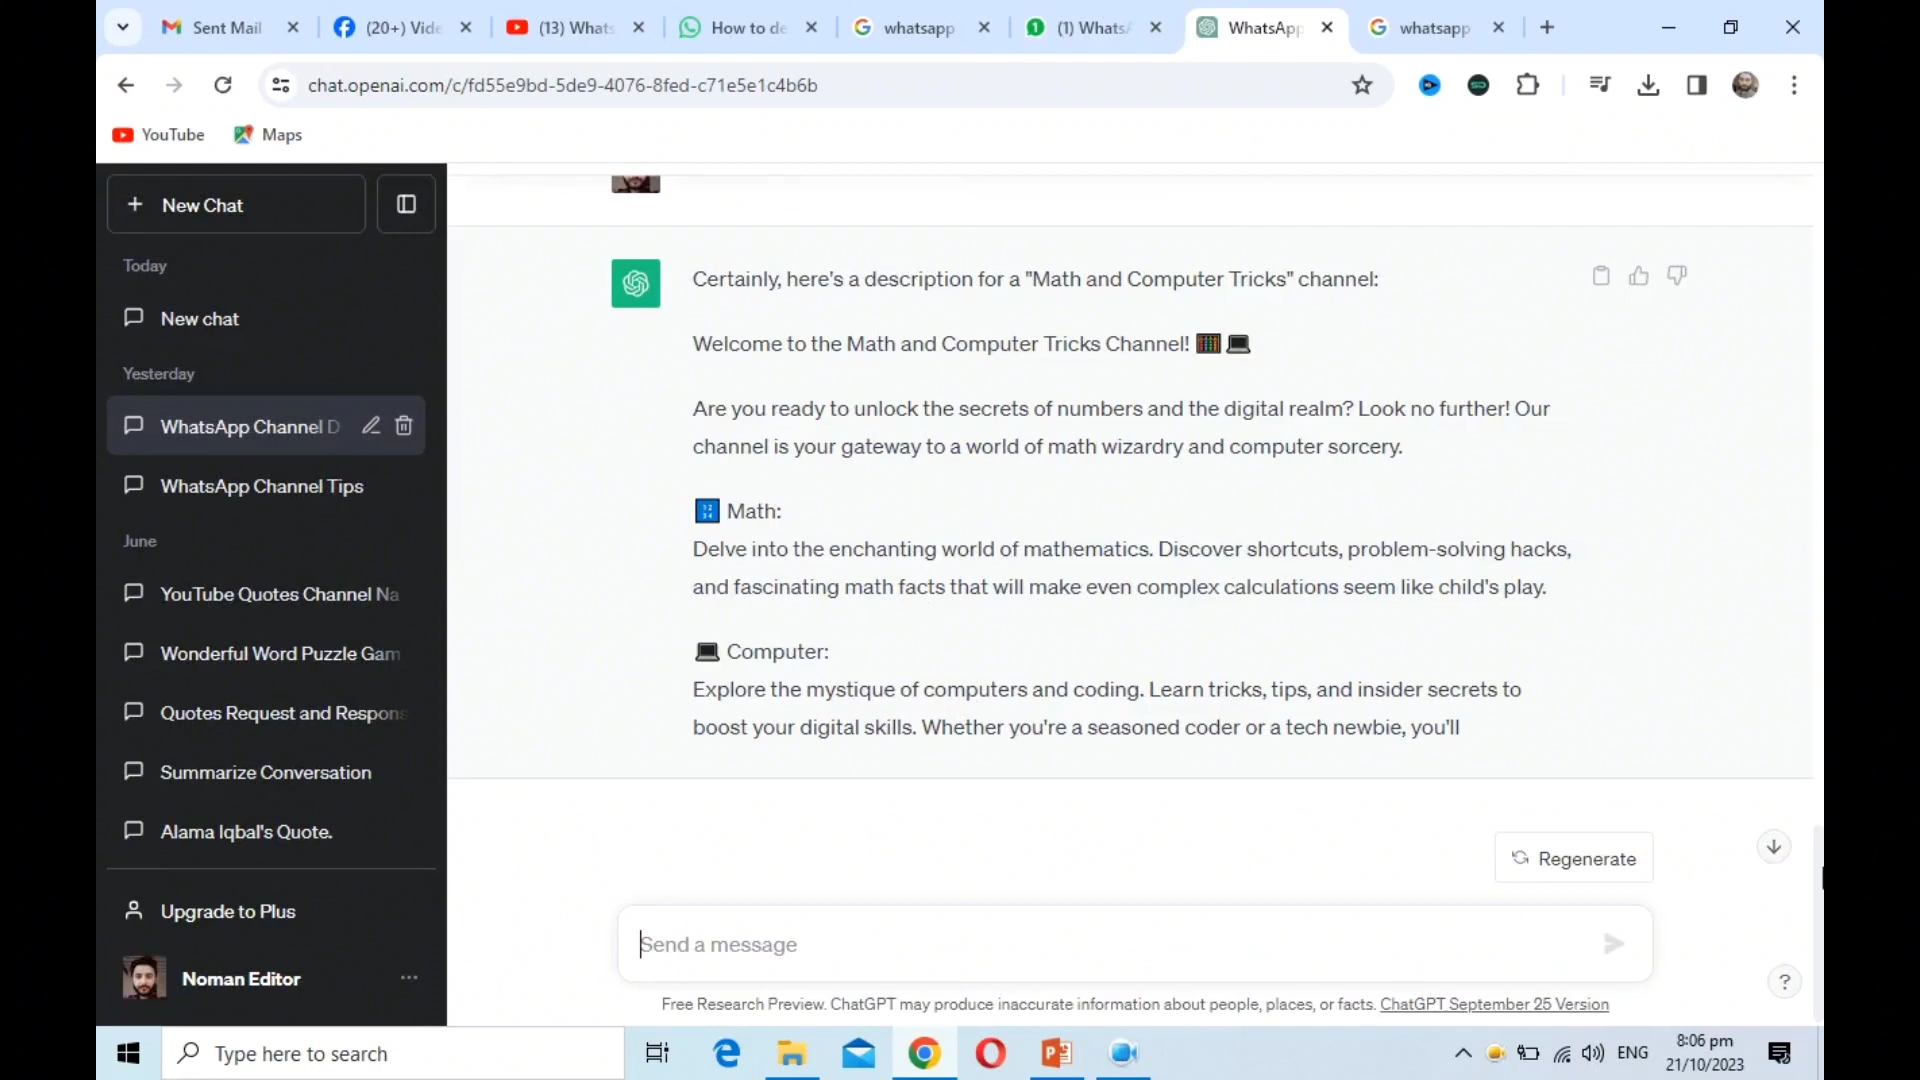 Sent Mail
(20+) Vide
(13) Whats
How to de
whatsapp
(1) Whats
WhatsApp
whatsapp
chat.openai.com/c/fd55e9bd-5de9-4076-8fed-c71e5e1c4b6b
YouTube
Maps
New Chat
Today
New chat
Yesterday
WhatsApp Channel D
WhatsApp Channel Tips
June
YouTube Quotes Channel Na
Wonderful Word Puzzle Gam
Quotes Request and Respons
Summarize Conversation
Alama Iqbal's Quote.
Upgrade to Plus
Noman Editor
Certainly, here's a description for a "Math and Computer Tricks" channel:
Welcome to the Math and Computer Tricks Channel! 🧮💻
Are you ready to unlock the secrets of numbers and the digital realm? Look no further! Our
channel is your gateway to a world of math wizardry and computer sorcery.
🔢 Math:
Delve into the enchanting world of mathematics. Discover shortcuts, problem-solving hacks,
and fascinating math facts that will make even complex calculations seem like child's play.
💻 Computer:
Explore the mystique of computers and coding. Learn tricks, tips, and insider secrets to
boost your digital skills. Whether you're a seasoned coder or a tech newbie, you'll
Regenerate
Send a message
Free Research Preview. ChatGPT may produce inaccurate information about people, places, or facts. ChatGPT September 25 Version
?
Type here to search
ENG
8:06 pm
21/10/2023